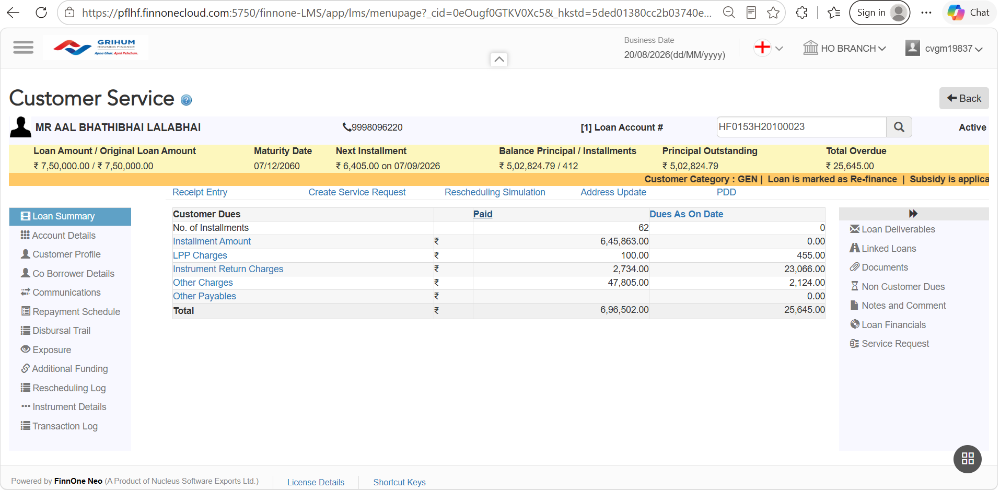 https://pflhf.finnonecloud.com:5750/finnone-LMS/app/lms/menupage?_cid=0eOugf0GTKV0Xc5&_hkstd=5ded01380cc2b03740e...
Sign in
Chat
GRIHUM
HOUSING FINANCE
Apna Ghar. Apni Pehchan.
Business Date
20/08/2026(dd/MM/yyyy)
HO BRANCH
cvgm19837
Customer Service
Back
MR AAL BHATHIBHAI LALABHAI
9998096220
[1] Loan Account #
HF0153H20100023
Active
Loan Amount / Original Loan Amount Maturity Date Next Installment Balance Principal / Installments Principal Outstanding Total Overdue
₹ 7,50,000.00 / ₹ 7,50,000.00 07/12/2060 ₹ 6,405.00 on 07/09/2026 ₹ 5,02,824.79 / 412 ₹ 5,02,824.79 ₹ 25,645.00
Customer Category : GEN | Loan is marked as Re-finance | Subsidy is applica
Receipt Entry Create Service Request Rescheduling Simulation Address Update PDD
Loan Summary
Account Details
Customer Profile
Co Borrower Details
Communications
Repayment Schedule
Disbursal Trail
Exposure
Additional Funding
Rescheduling Log
Instrument Details
Transaction Log
Customer Dues Paid Dues As On Date
No. of Installments 62 0
Installment Amount ₹ 6,45,863.00 0.00
LPP Charges ₹ 100.00 455.00
Instrument Return Charges ₹ 2,734.00 23,066.00
Other Charges ₹ 47,805.00 2,124.00
Other Payables ₹ 0.00
Total ₹ 6,96,502.00 25,645.00
Loan Deliverables
Linked Loans
Documents
Non Customer Dues
Notes and Comment
Loan Financials
Service Request
Powered by FinnOne Neo (A Product of Nucleus Software Exports Ltd.)
License Details
Shortcut Keys